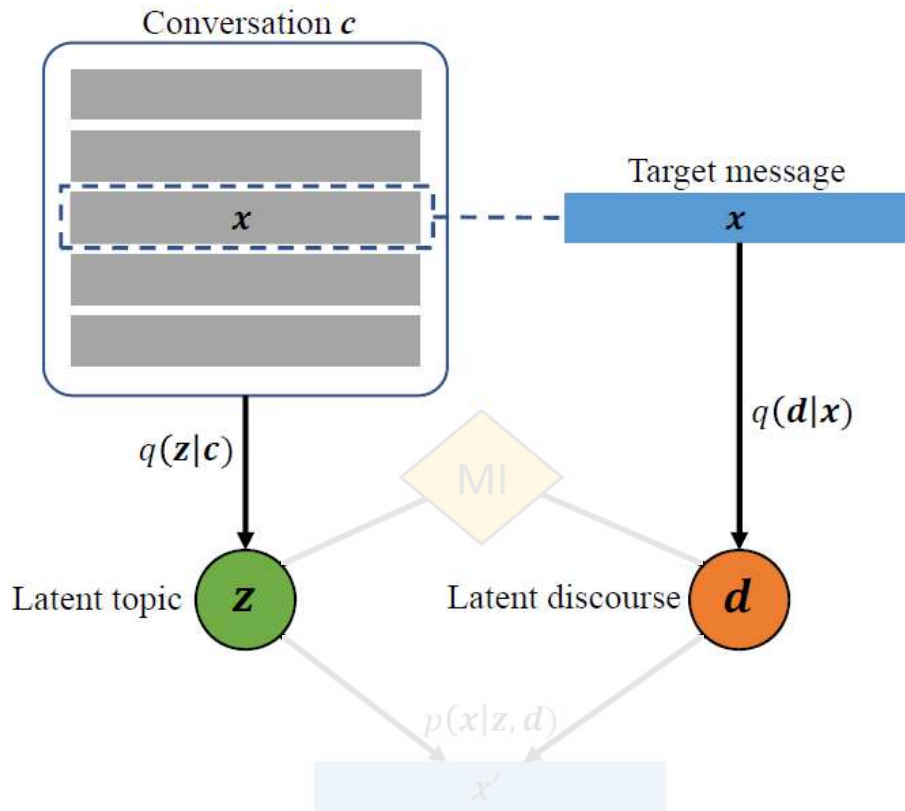 Conversation c
x
Target message
x
q(z|c)
q(d|x)
MI
Latent topic
z
Latent discourse
d
p(x|z, d)
x'